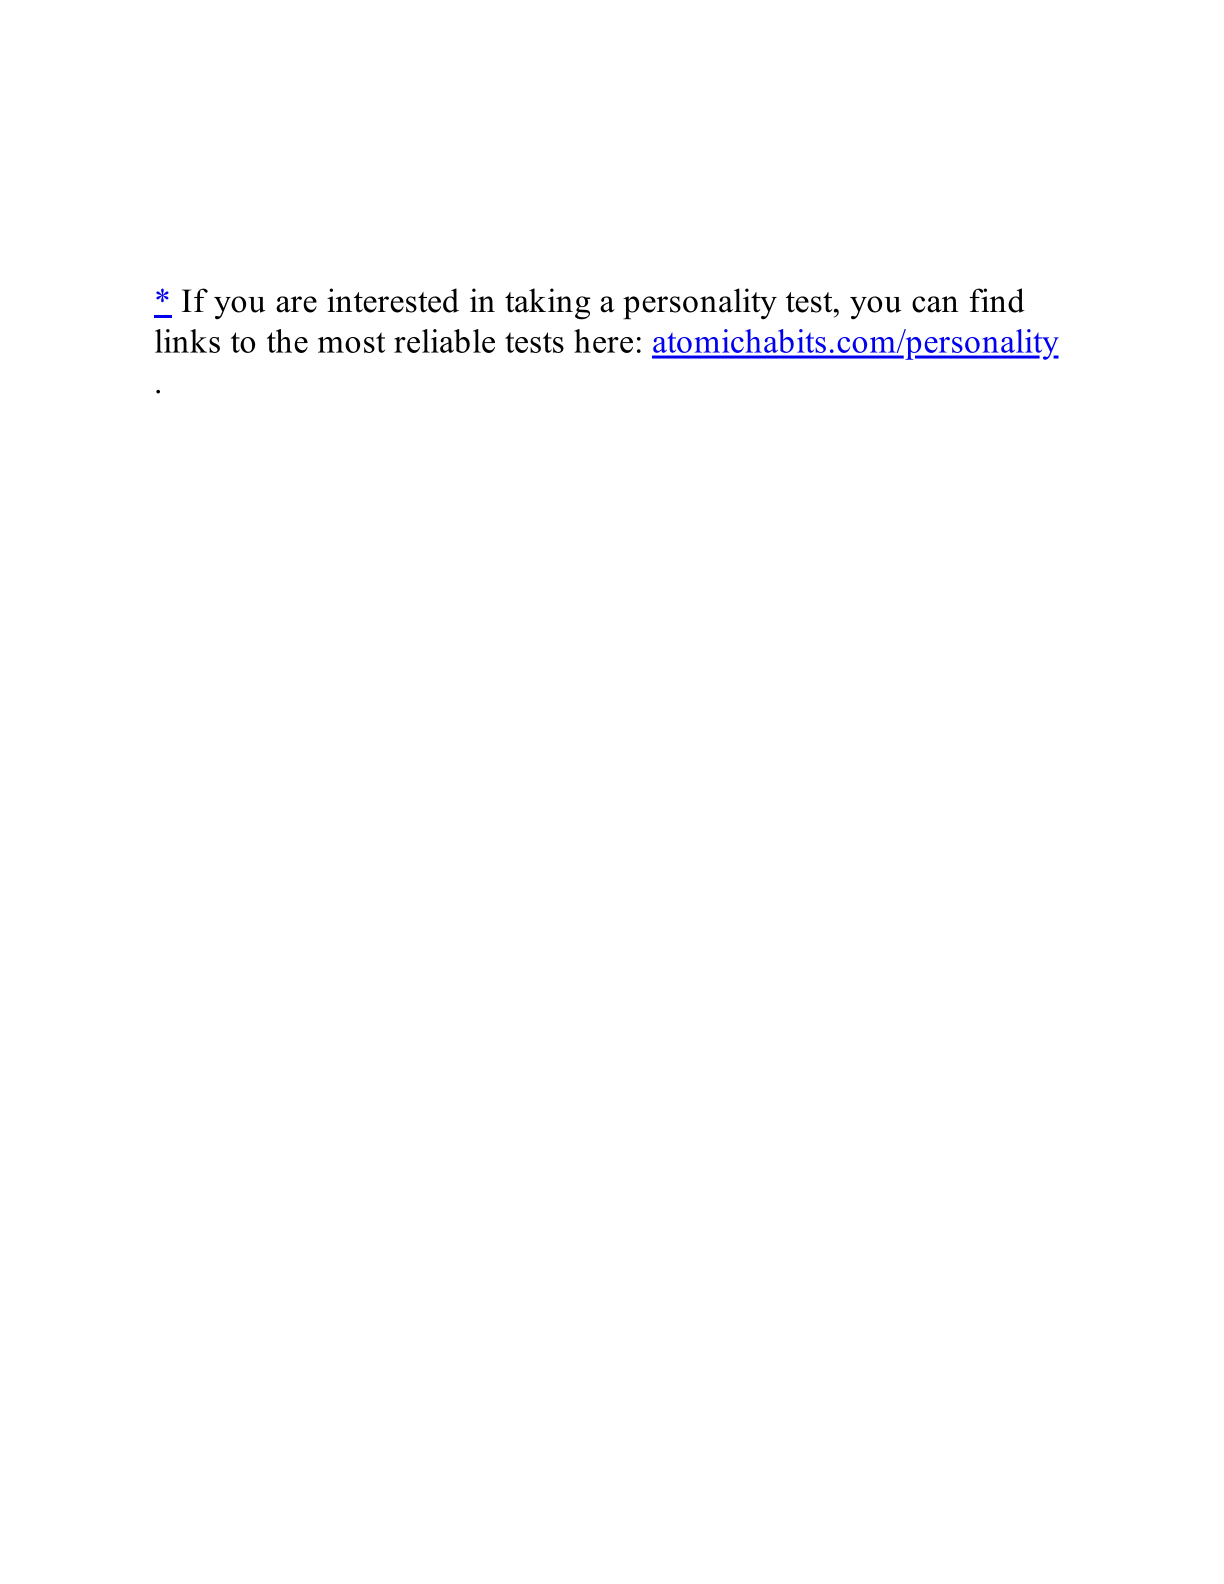 * If you are interested in taking a personality test, you can find
links to the most reliable tests here: atomichabits.com/personality
.